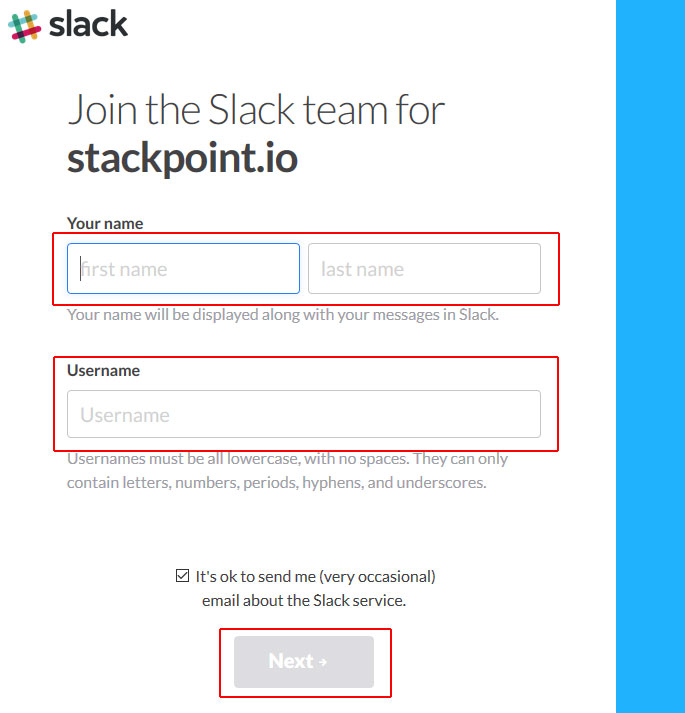 slack
Join the Slack team for
stackpoint.io
Your name
first name last name
Your name will be displayed along with your messages in Slack.
Username
Username
Usernames must be all lowercase, with no spaces. They can only
contain letters, numbers, periods, hyphens, and underscores.
It's ok to send me (very occasional)
email about the Slack service.
Next →